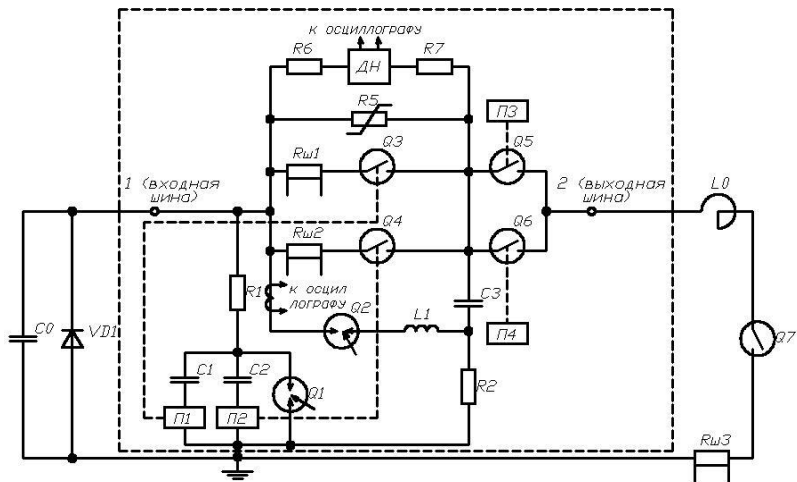 к осциллографу
R6
ДН
R7
R5
П3
Rш1
Q3
Q5
1 (входная
шина)
2 (выходная
шина)
L0
Rш2
Q4
Q6
R1
к осцил
лографу
Q2
L1
C3
П4
C0
VD1
C1
C2
Q1
R2
Q7
П1
П2
Rш3